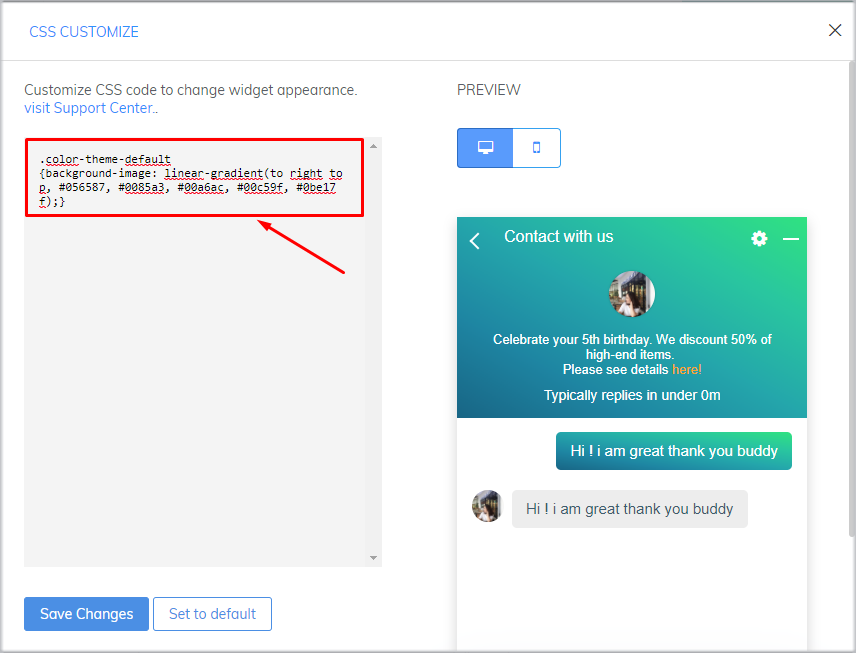 CSS CUSTOMIZE
Customize CSS code to change widget appearance.
visit Support Center..
.color-theme-default
{background-image: linear-gradient(to right to
p, #056587, #0085a3, #00a6ac, #00c59f, #0be17
f);}
Save Changes
Set to default
PREVIEW
Contact with us
Celebrate your 5th birthday. We discount 50% of
high-end items.
Please see details here!
Typically replies in under 0m
Hi ! i am great thank you buddy
Hi ! i am great thank you buddy